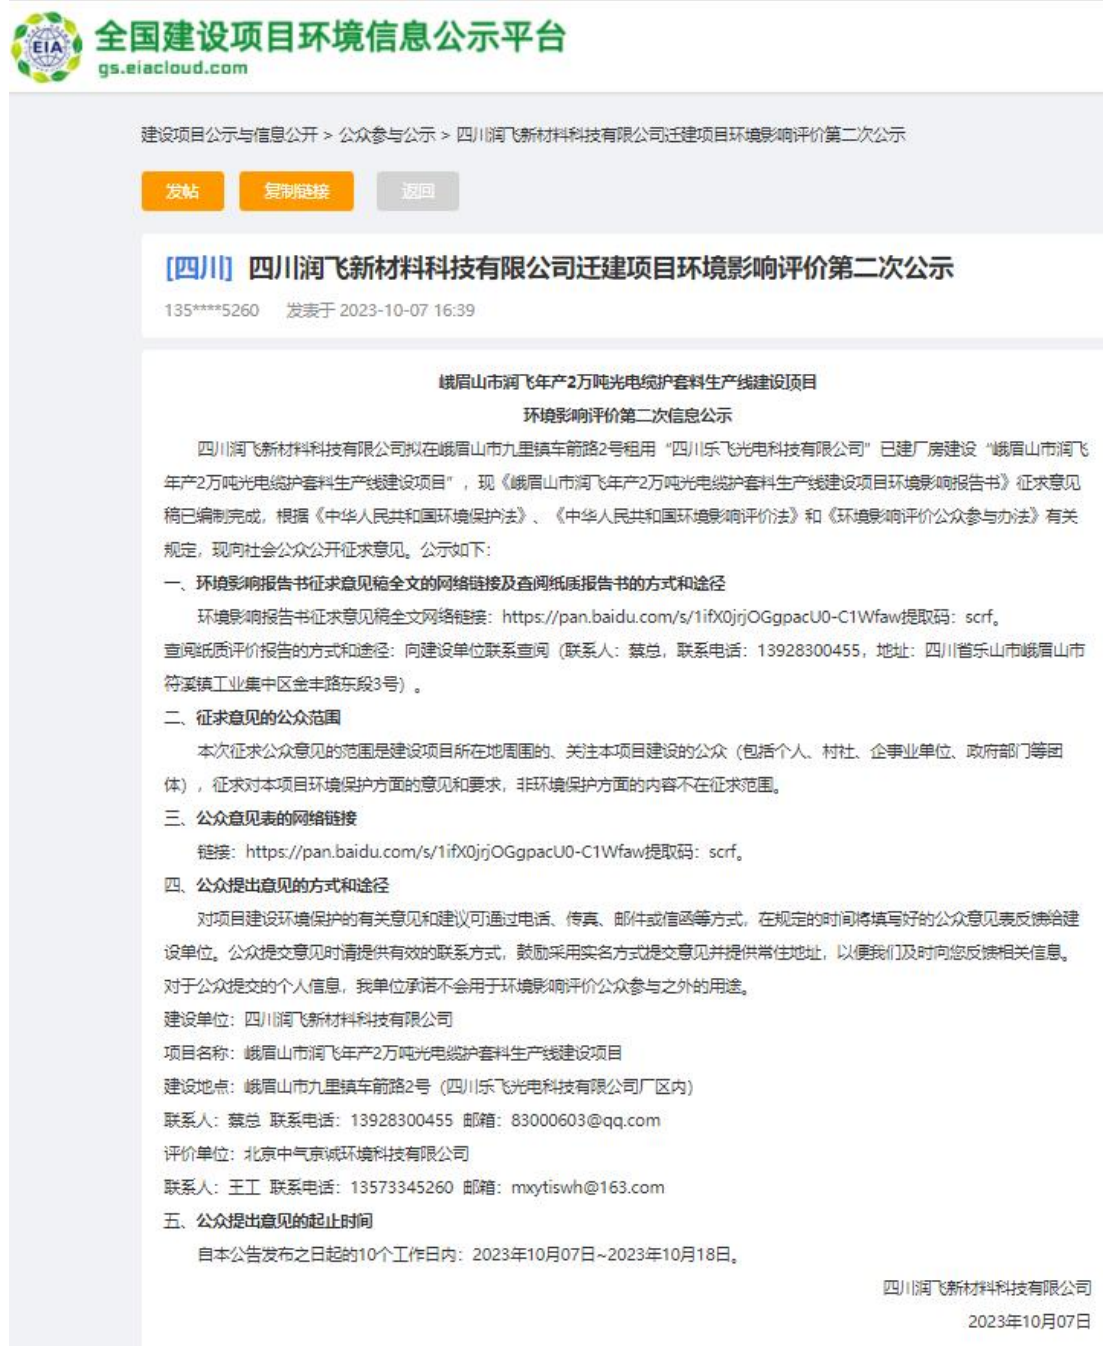 EIA
全国建设项目环境信息公示平台
gs.eiacloud.com
建设项目公示与信息公开 > 公众参与公示 > 四川润飞新材料科技有限公司迁建项目环境影响评价第二次公示
发帖 复制链接 返回
[四川] 四川润飞新材料科技有限公司迁建项目环境影响评价第二次公示
135****5260 发表于 2023-10-07 16:39
峨眉山市润飞年产2万吨光电缆护套料生产线建设项目
环境影响评价第二次信息公示
四川润飞新材料科技有限公司拟在峨眉山市九里镇车箭路2号租用“四川乐飞光电科技有限公司”已建厂房建设“峨眉山市润飞
年产2万吨光电缆护套料生产线建设项目”，现《峨眉山市润飞年产2万吨光电缆护套料生产线建设项目环境影响报告书》征求意见
稿已编制完成，根据《中华人民共和国环境保护法》、《中华人民共和国环境影响评价法》和《环境影响评价公众参与办法》有关
规定，现向社会公众公开征求意见。公示如下：
一、环境影响报告书征求意见稿全文的网络链接及查阅纸质报告书的方式和途径
环境影响报告书征求意见稿全文网络链接：https://pan.baidu.com/s/1ifX0jrjOGgpacU0-C1Wfaw提取码：scrf。
查阅纸质评价报告的方式和途径：向建设单位联系查阅（联系人：蔡总，联系电话：13928300455，地址：四川省乐山市峨眉山市
符溪镇工业集中区金丰路东段3号）。
二、征求意见的公众范围
本次征求公众意见的范围是建设项目所在地周围的、关注本项目建设的公众（包括个人、村社、企事业单位、政府部门等团
体），征求对本项目环境保护方面的意见和要求，非环境保护方面的内容不在征求范围。
三、公众意见表的网络链接
链接：https://pan.baidu.com/s/1ifX0jrjOGgpacU0-C1Wfaw提取码：scrf。
四、公众提出意见的方式和途径
对项目建设环境保护的有关意见和建议可通过电话、传真、邮件或信函等方式，在规定的时间将填写好的公众意见表反馈给建
设单位。公众提交意见时请提供有效的联系方式，鼓励采用实名方式提交意见并提供常住地址，以便我们及时向您反馈相关信息。
对于公众提交的个人信息，我单位承诺不会用于环境影响评价公众参与之外的用途。
建设单位：四川润飞新材料科技有限公司
项目名称：峨眉山市润飞年产2万吨光电缆护套料生产线建设项目
建设地点：峨眉山市九里镇车箭路2号（四川乐飞光电科技有限公司厂区内）
联系人：蔡总 联系电话：13928300455 邮箱：83000603@qq.com
评价单位：北京中气京诚环境科技有限公司
联系人：王工 联系电话：13573345260 邮箱：mxytiswh@163.com
五、公众提出意见的起止时间
自本公告发布之日起的10个工作日内：2023年10月07日~2023年10月18日。
四川润飞新材料科技有限公司
2023年10月07日